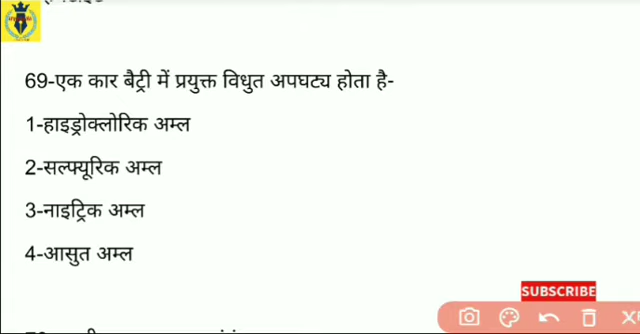 69-एक कार बैट्री में प्रयुक्त विधुत अपघट्य होता है-
1-हाइड्रोक्लोरिक अम्ल
2-सल्फ्यूरिक अम्ल
3-नाइट्रिक अम्ल
4-आसुत अम्ल
SUBSCRIBE